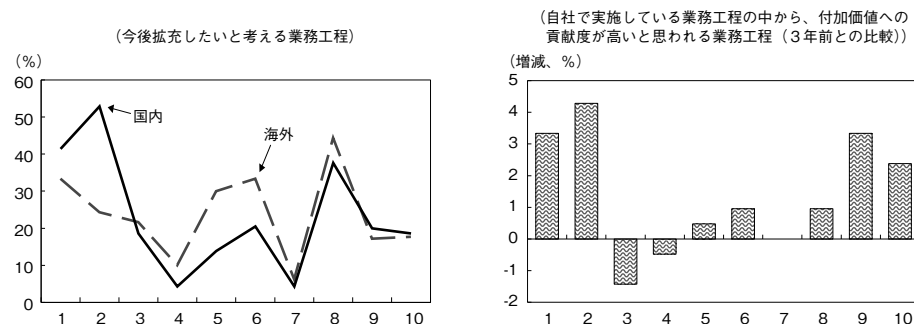 （今後拡充したいと考える業務工程）
（％）
60
50
40
30
20
10
0
国内
海外
1 2 3 4 5 6 7 8 9 10
（自社で実施している業務工程の中から、付加価値への
貢献度が高いと思われる業務工程（３年前との比較））
（増減、％）
5
4
3
2
1
0
-1
-2
1 2 3 4 5 6 7 8 9 10